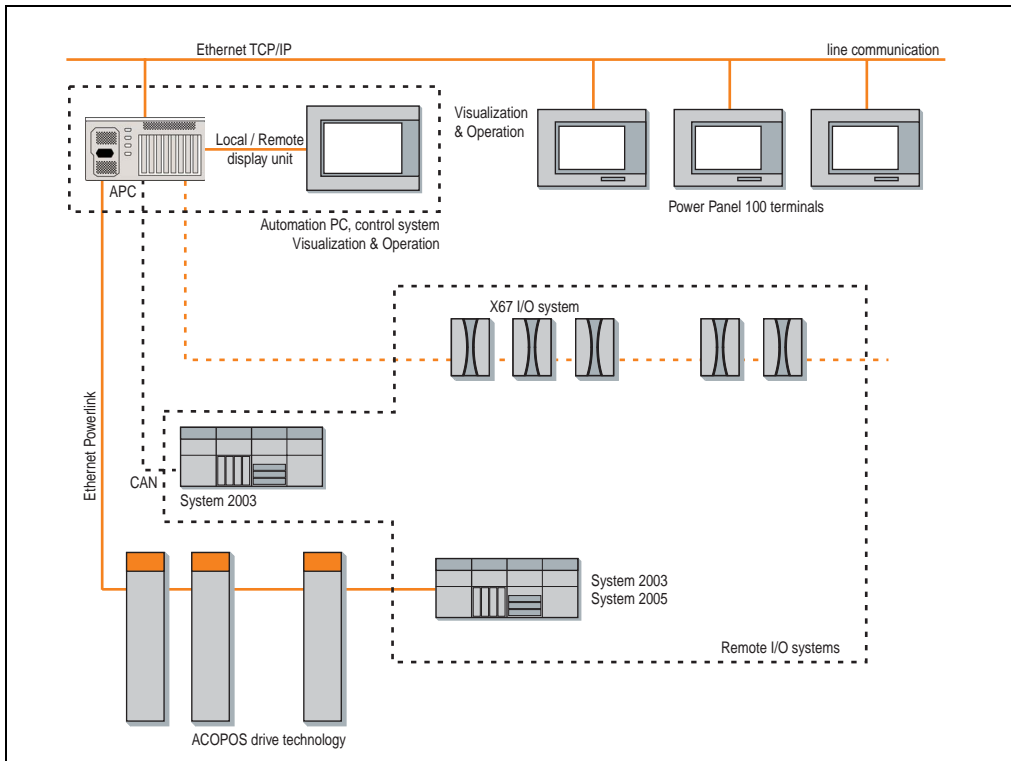 Ethernet TCP/IP
line communication
Visualization
& Operation
Local / Remote
display unit
APC
Power Panel 100 terminals
Automation PC, control system
Visualization & Operation
X67 I/O system
Ethernet Powerlink
CAN
System 2003
System 2003
System 2005
Remote I/O systems
ACOPOS drive technology